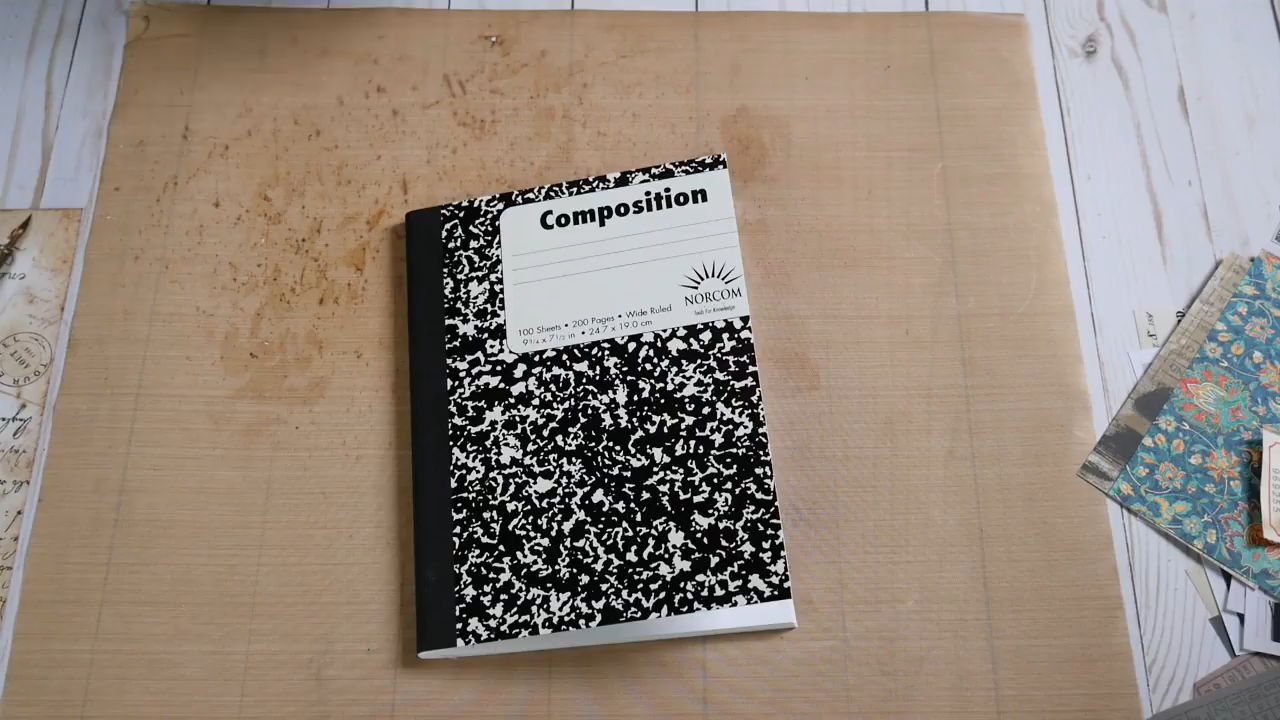 Composition
NORCOM
Tools For Knowledge
100 Sheets • 200 Pages • Wide Ruled
9 3/4 x 7 1/2 in • 24.7 x 19.0 cm